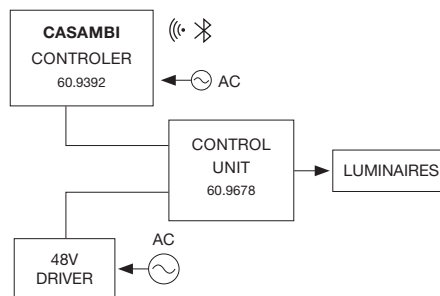 CASAMBI
CONTROLER
60.9392
AC
CONTROL
UNIT
60.9678
LUMINAIRES
AC
48V
DRIVER